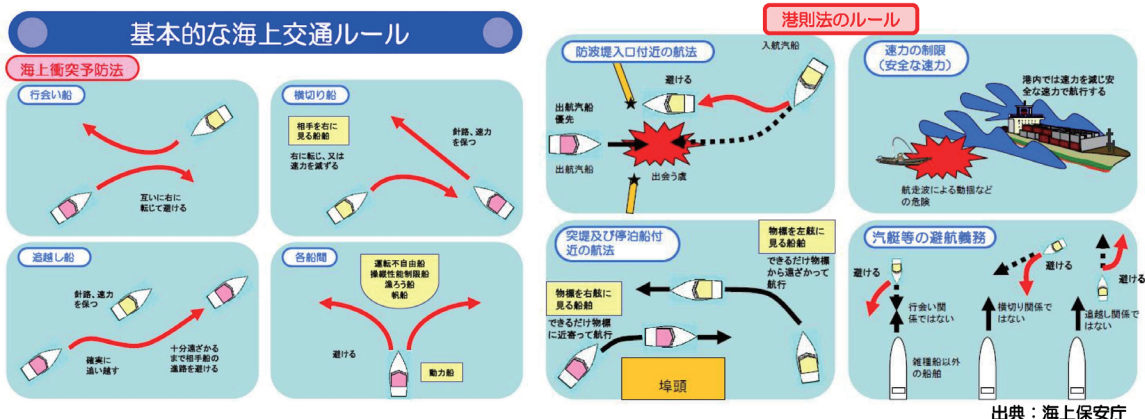 基本的な海上交通ルール
海上衝突予防法
行会い船
互いに右に
転じて避ける
横切り船
相手を右に
見る船舶
右に転じ、又は
速力を減ずる
針路、速力
を保つ
追越し船
針路、速力
を保つ
確実に
追い越す
十分遠ざかる
まで相手船の
進路を避ける
各船間
運転不自由船
操縦性能制限船
漁ろう船
帆船
避ける
動力船
港則法のルール
防波堤入口付近の航法
入航汽船
避ける
出航汽船
優先
出航汽船
出会う虞
速力の制限
(安全な速力)
港内では速力を減じ安
全な速力で航行する
航走波による動揺など
の危険
突堤及び停泊船付
近の航法
物標を左舷に
見る船舶
できるだけ物標
から遠ざかって
航行
物標を右舷に
見る船舶
できるだけ物標
に近寄って航行
埠頭
汽艇等の避航義務
避ける
行会い関
係ではない
避ける
横切り関係で
はない
避ける
追越し関係で
はない
雑種船以外
の船舶
出典：海上保安庁